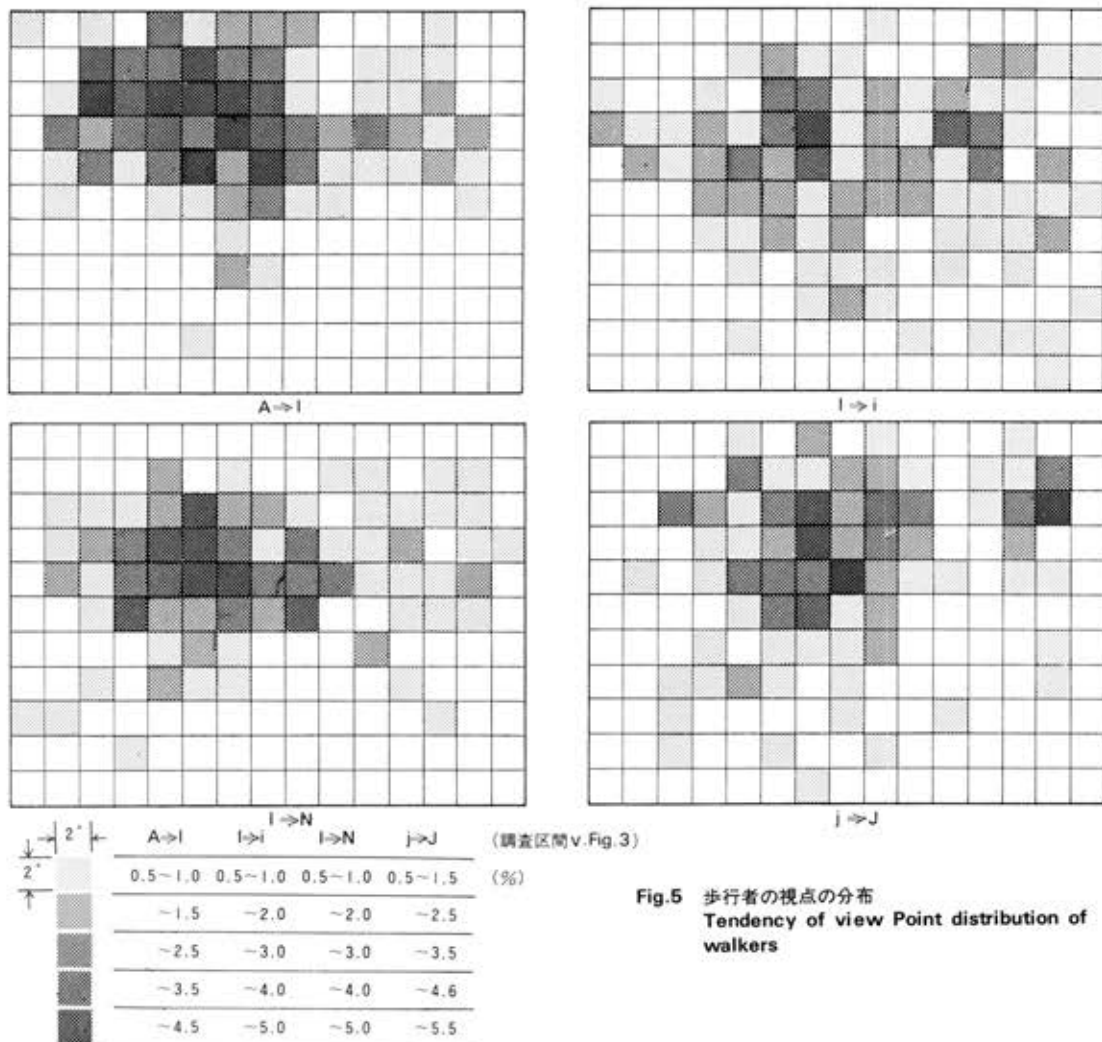 A⇒I
I⇒i
I⇒N
j⇒J
2°
A⇒I I⇒i I⇒N j⇒J (調査区間v.Fig.3)
2°
0.5~1.0 0.5~1.0 0.5~1.0 0.5~1.5 (%)
~1.5 ~2.0 ~2.0 ~2.5
~2.5 ~3.0 ~3.0 ~3.5
~3.5 ~4.0 ~4.0 ~4.6
~4.5 ~5.0 ~5.0 ~5.5
Fig.5 歩行者の視点の分布
Tendency of view Point distribution of
walkers